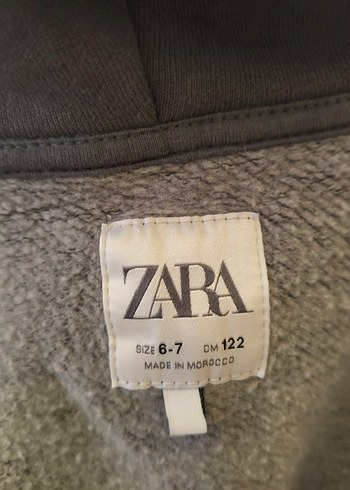 ZARA
SIZE 6-7 CM 122
MADE IN MOROCCO